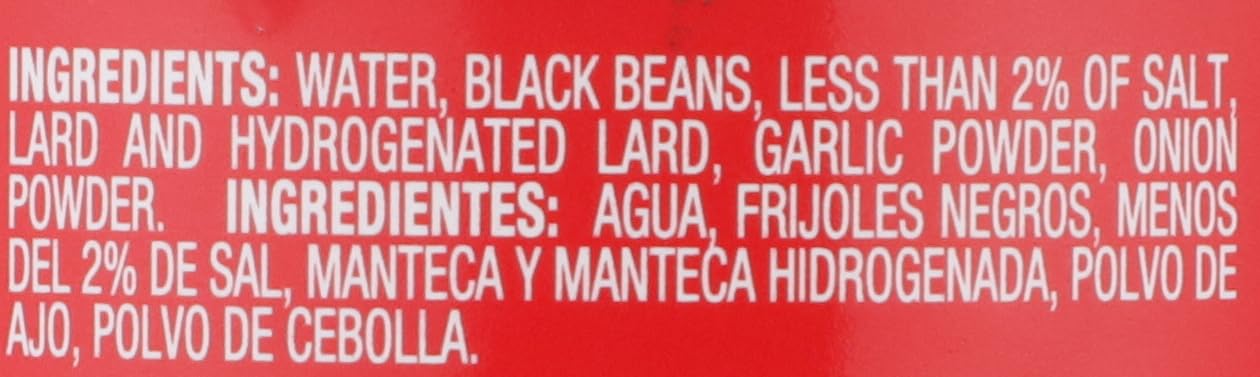 INGREDIENTS: WATER, BLACK BEANS, LESS THAN 2% OF SALT,
LARD AND HYDROGENATED LARD, GARLIC POWDER, ONION
POWDER. INGREDIENTES: AGUA, FRIJOLES NEGROS, MENOS
DEL 2% DE SAL, MANTECA Y MANTECA HIDROGENADA, POLVO DE
AJO, POLVO DE CEBOLLA.